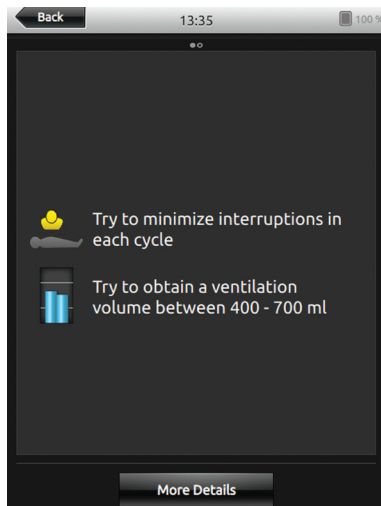 Back
13:35
100 %
Try to minimize interruptions in
each cycle
Try to obtain a ventilation
volume between 400 - 700 ml
More Details